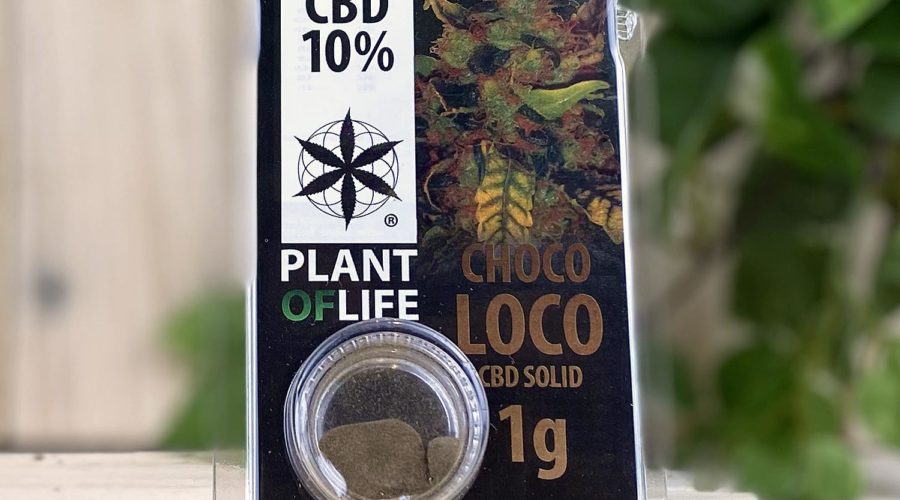 CBD
10%
®
PLANT
OFLIFE
CHOCO
LOCO
CBD SOLID
1g